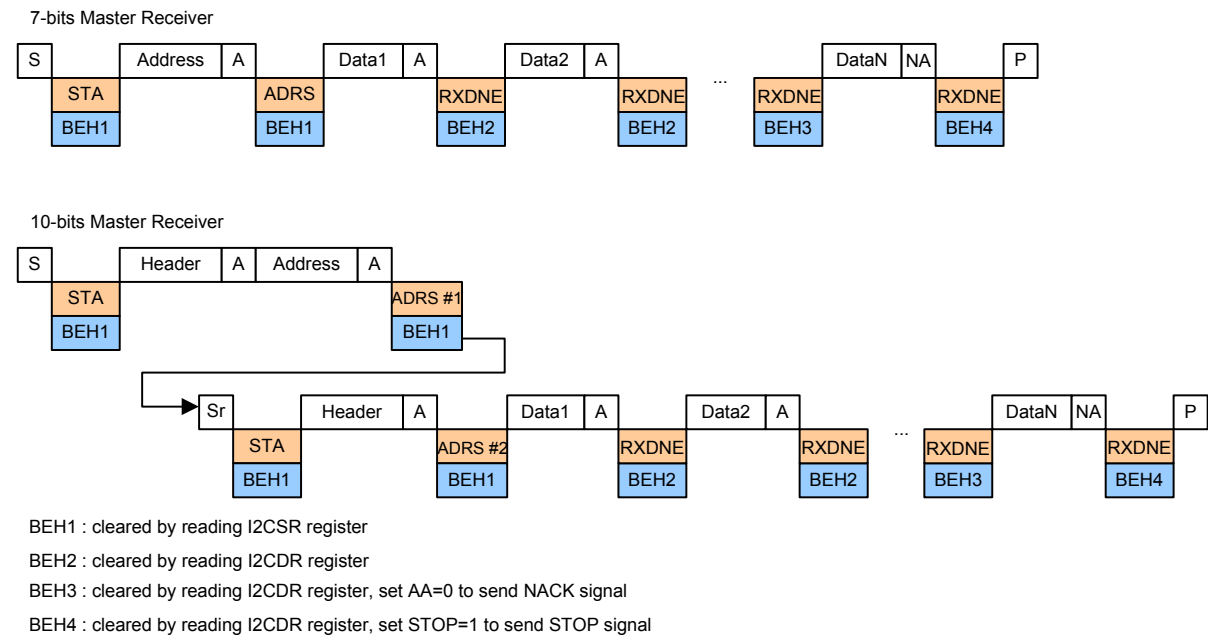 7-bits Master Receiver
S Address A Data1 A Data2 A DataN NA P
...
STA ADRS RXDNE RXDNE RXDNE RXDNE
BEH1 BEH1 BEH2 BEH2 BEH3 BEH4
10-bits Master Receiver
S Header A Address A
STA ADRS #1
BEH1 BEH1
Sr Header A Data1 A Data2 A DataN NA P
...
STA ADRS #2 RXDNE RXDNE RXDNE RXDNE
BEH1 BEH1 BEH2 BEH2 BEH3 BEH4
BEH1 : cleared by reading I2CSR register
BEH2 : cleared by reading I2CDR register
BEH3 : cleared by reading I2CDR register, set AA=0 to send NACK signal
BEH4 : cleared by reading I2CDR register, set STOP=1 to send STOP signal